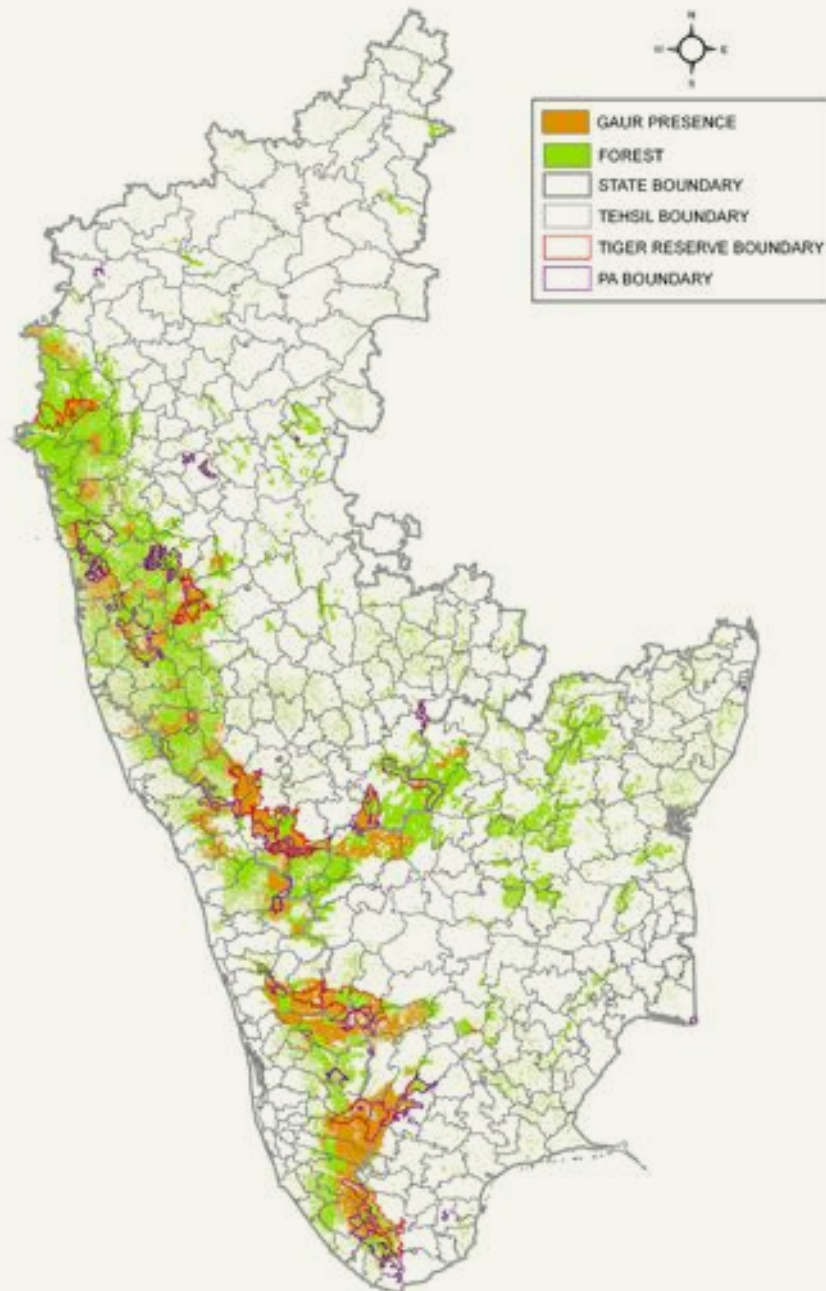 N
W E
S
GAUR PRESENCE
FOREST
STATE BOUNDARY
TEHSIL BOUNDARY
TIGER RESERVE BOUNDARY
PA BOUNDARY